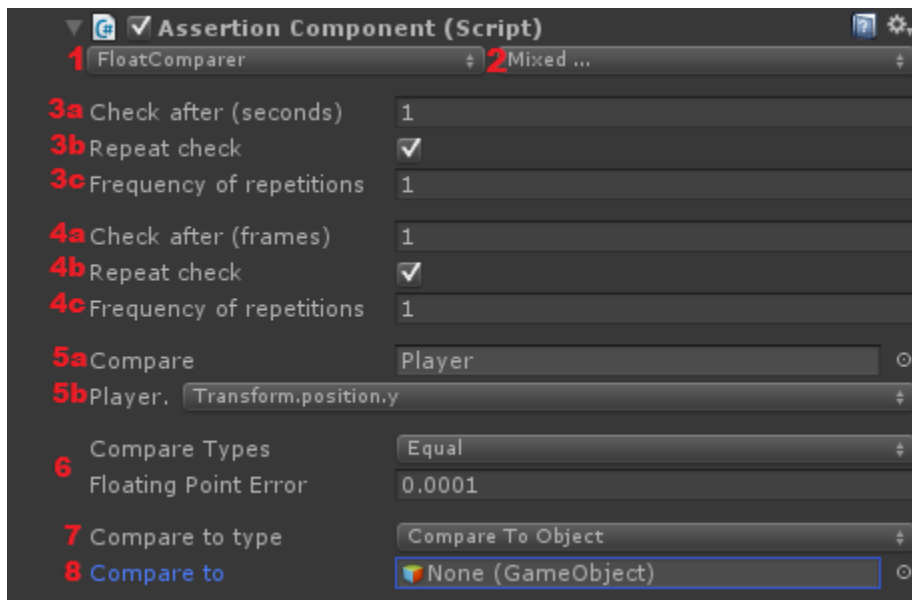 Assertion Component (Script)
1 FloatComparer 2 Mixed ...
3a Check after (seconds) 1
3b Repeat check
3c Frequency of repetitions 1
4a Check after (frames) 1
4b Repeat check
4c Frequency of repetitions 1
5a Compare Player
5b Player. Transform.position.y
6
Compare Types Equal
Floating Point Error 0.0001
7 Compare to type Compare To Object
8 Compare to None (GameObject)